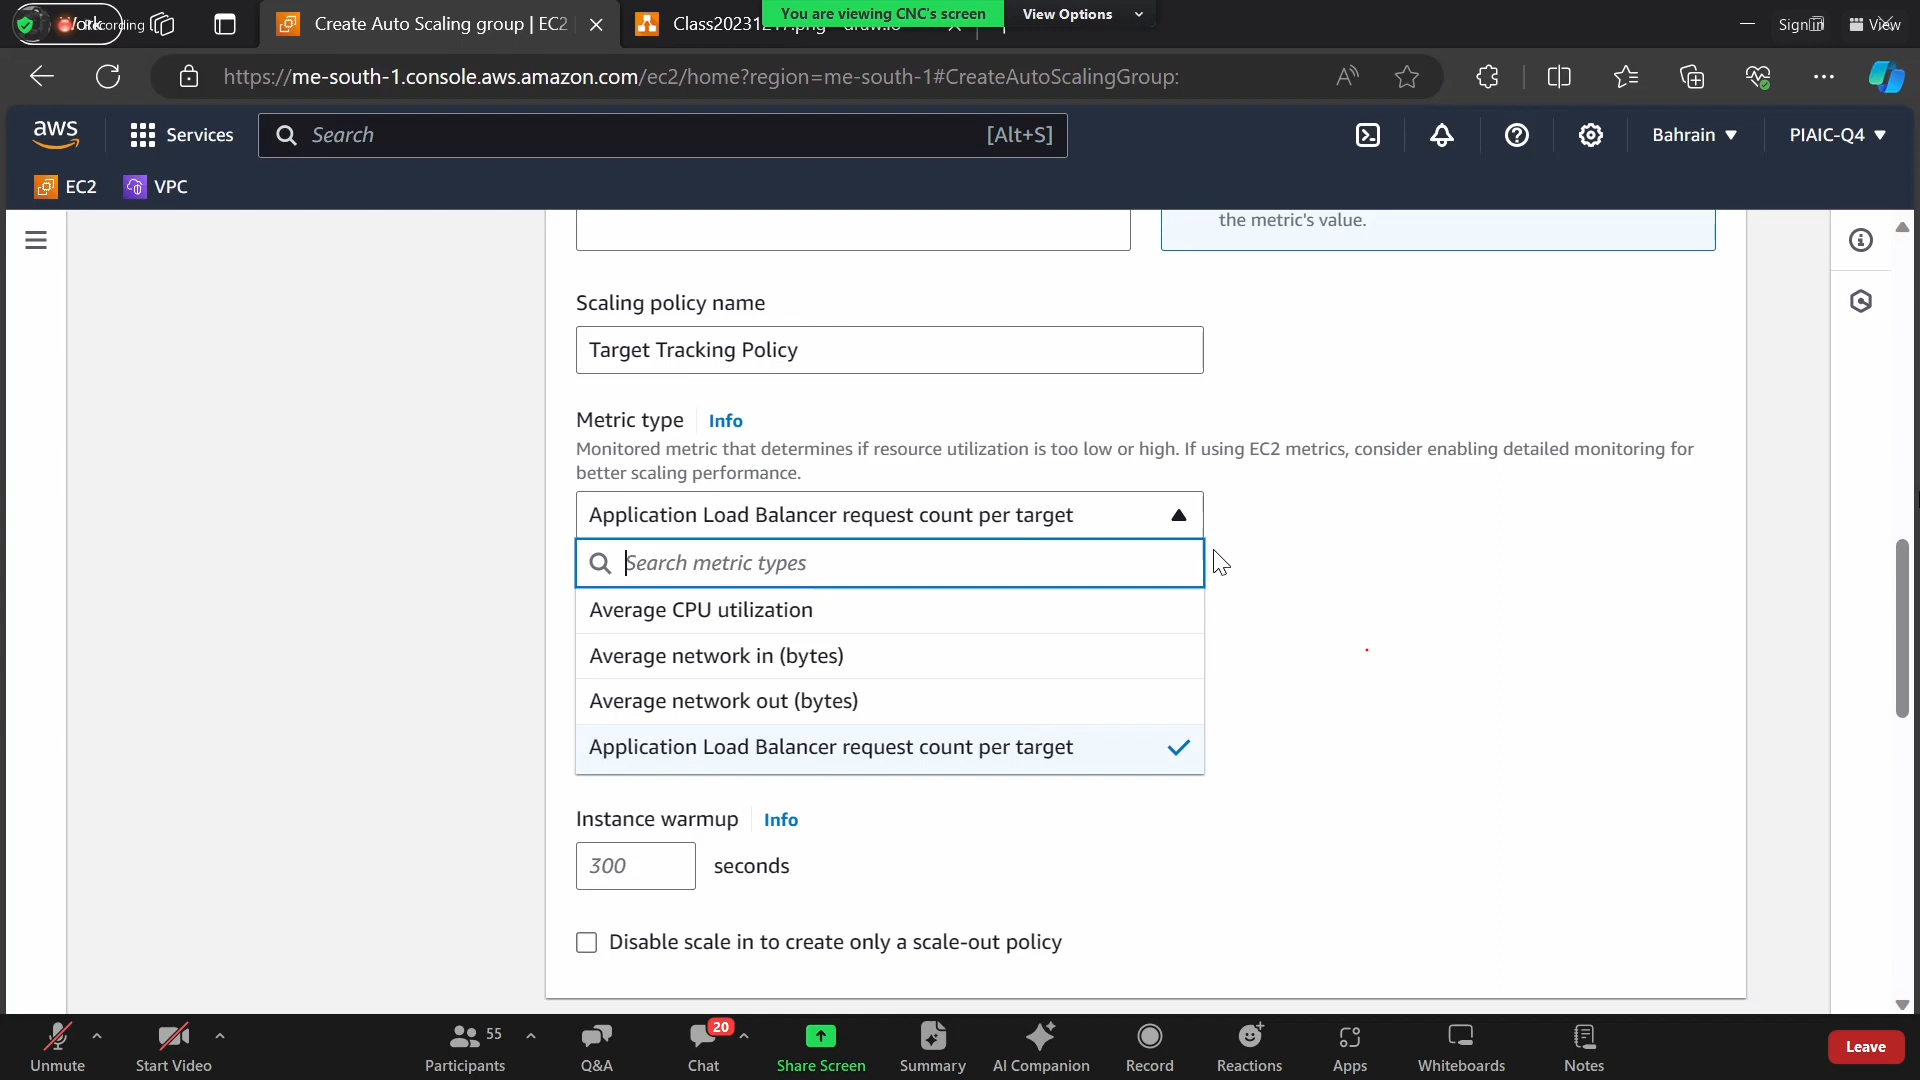 Recording
Create Auto Scaling group | EC2
You are viewing CNC's screen
View Options
Sign in
View
https://me-south-1.console.aws.amazon.com/ec2/home?region=me-south-1#CreateAutoScalingGroup:
aws
Services
Search
[Alt+S]
Bahrain
PIAIC-Q4
EC2
VPC
the metric's value.
Scaling policy name
Target Tracking Policy
Metric type
Info
Monitored metric that determines if resource utilization is too low or high. If using EC2 metrics, consider enabling detailed monitoring for
better scaling performance.
Application Load Balancer request count per target
Search metric types
Average CPU utilization
Average network in (bytes)
Average network out (bytes)
Application Load Balancer request count per target
Instance warmup
Info
300
seconds
Disable scale in to create only a scale-out policy
55
20
Unmute
Start Video
Participants
Q&A
Chat
Share Screen
Summary
AI Companion
Record
Reactions
Apps
Whiteboards
Notes
Leave